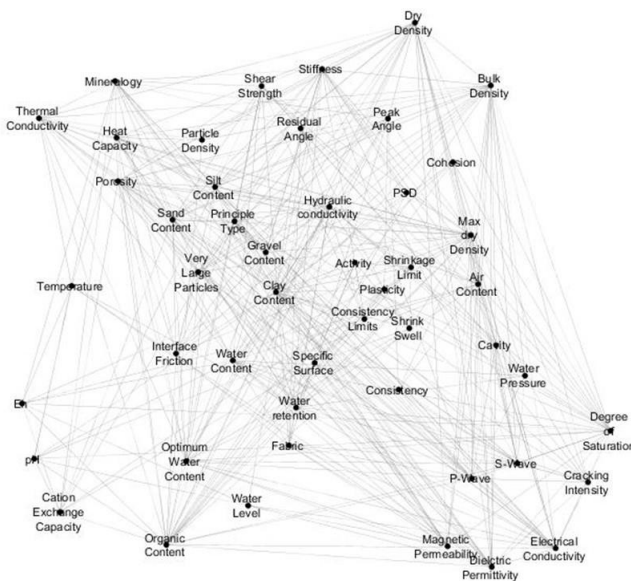 Dry
Density
Stiffness
Mineralogy
Shear
Strength
Bulk
Density
Thermal
Conductivity
Heat
Capacity
Particle
Density
Residual
Angle
Peak
Angle
Cohesion
Porosity
Silt
Content
PSD
Sand
Content
Principle
Type
Hydraulic
conductivity
Max
dry
Density
Gravel
Content
Very
Large
Particles
Activity
Shrinkage
Limit
Air
Content
Temperature
Clay
Content
Plasticity
Consistency
Limits
Shrink
Swell
Interface
Friction
Water
Content
Specific
Surface
Cavity
Water
Pressure
Consistency
Eh
Water
retention
Degree
of
Saturation
Fabric
pH
Optimum
Water
Content
S-Wave
P-Wave
Cracking
Intensity
Cation
Exchange
Capacity
Water
Level
Organic
Content
Magnetic
Permeability
Electrical
Conductivity
Dielctric
Permittivity